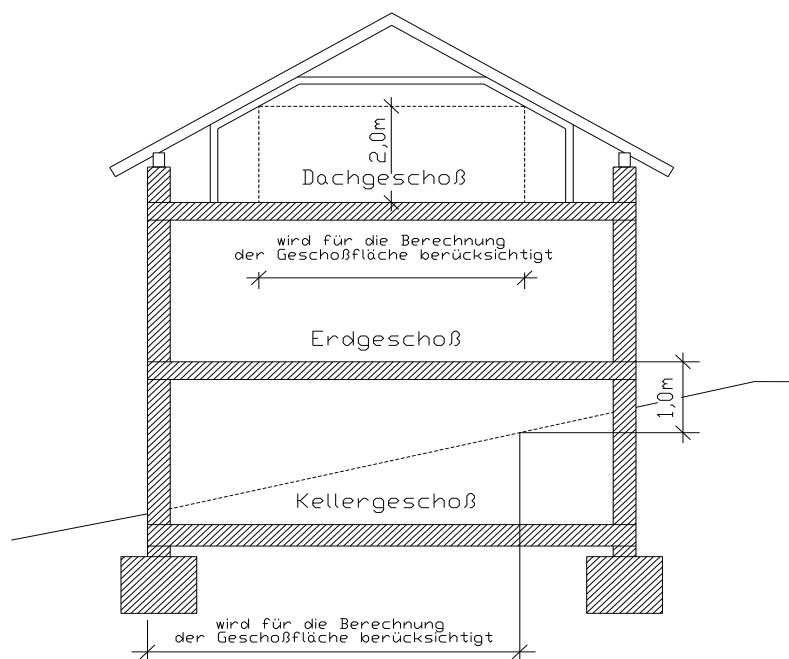 2,0m
Dachgeschoß
wird für die Berechnung
der Geschoßfläche berücksichtigt
Erdgeschoß
1,0m
Kellergeschoß
wird für die Berechnung
der Geschoßfläche berücksichtigt